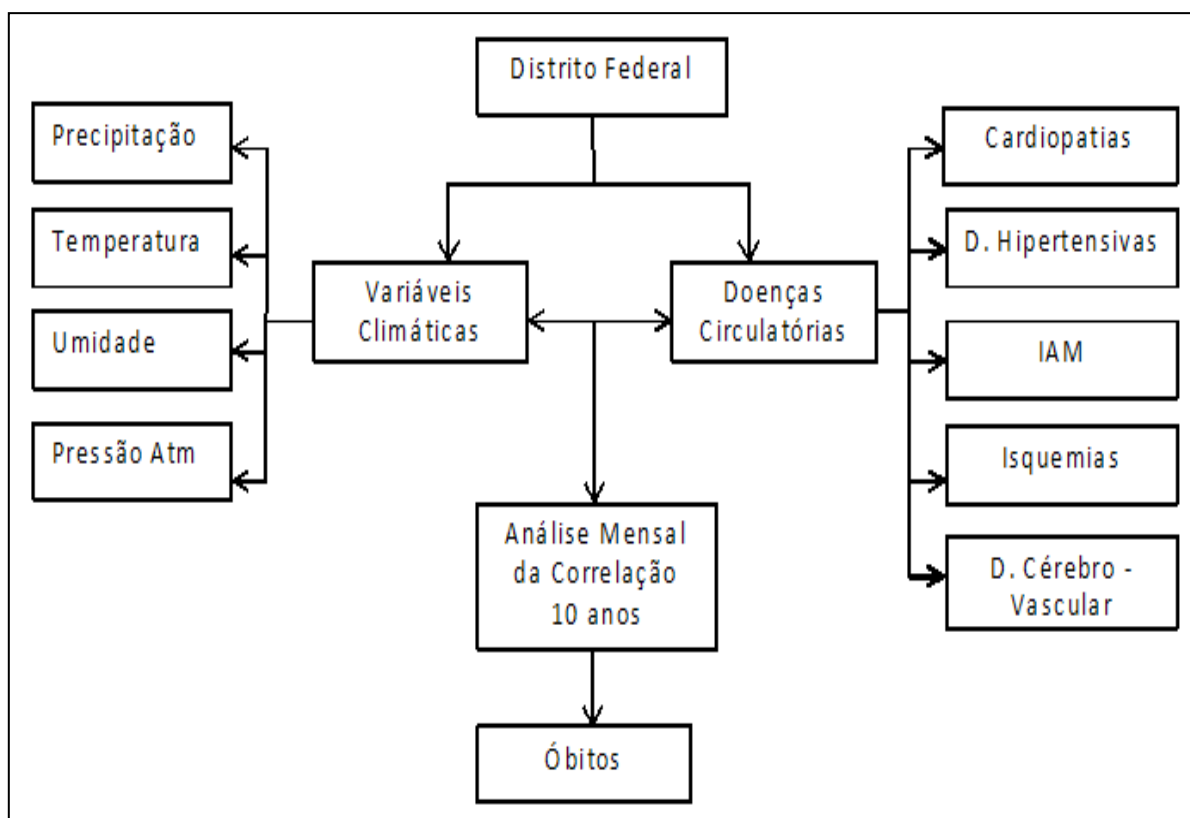 Distrito Federal
Precipitação
Temperatura
Umidade
Pressão Atm
Variáveis
Climáticas
Doenças
Circulatórias
Cardiopatias
D. Hipertensivas
IAM
Isquemias
D. Cérebro -
Vascular
Análise Mensal
da Correlação
10 anos
Óbitos